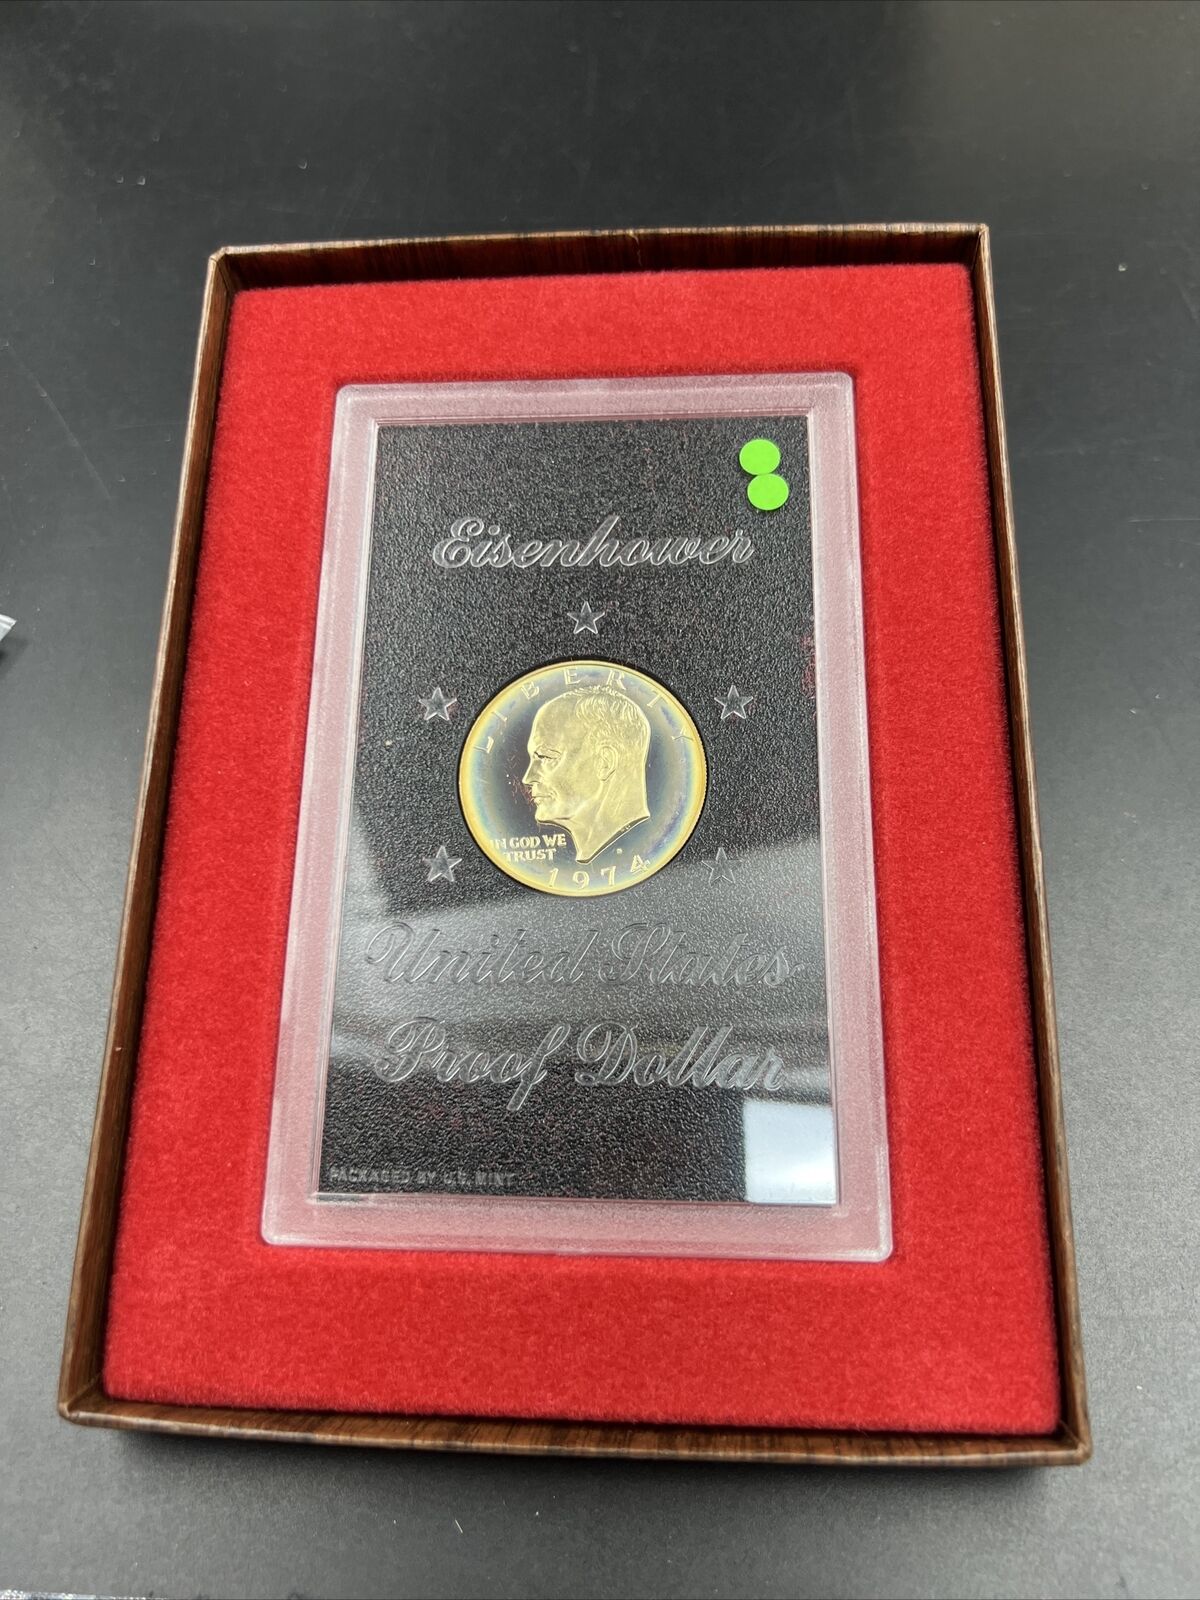 Eisenhower
LIBERTY
IN GOD WE
TRUST
1974
United States
Proof Dollar
PACKAGED BY U.S. MINT